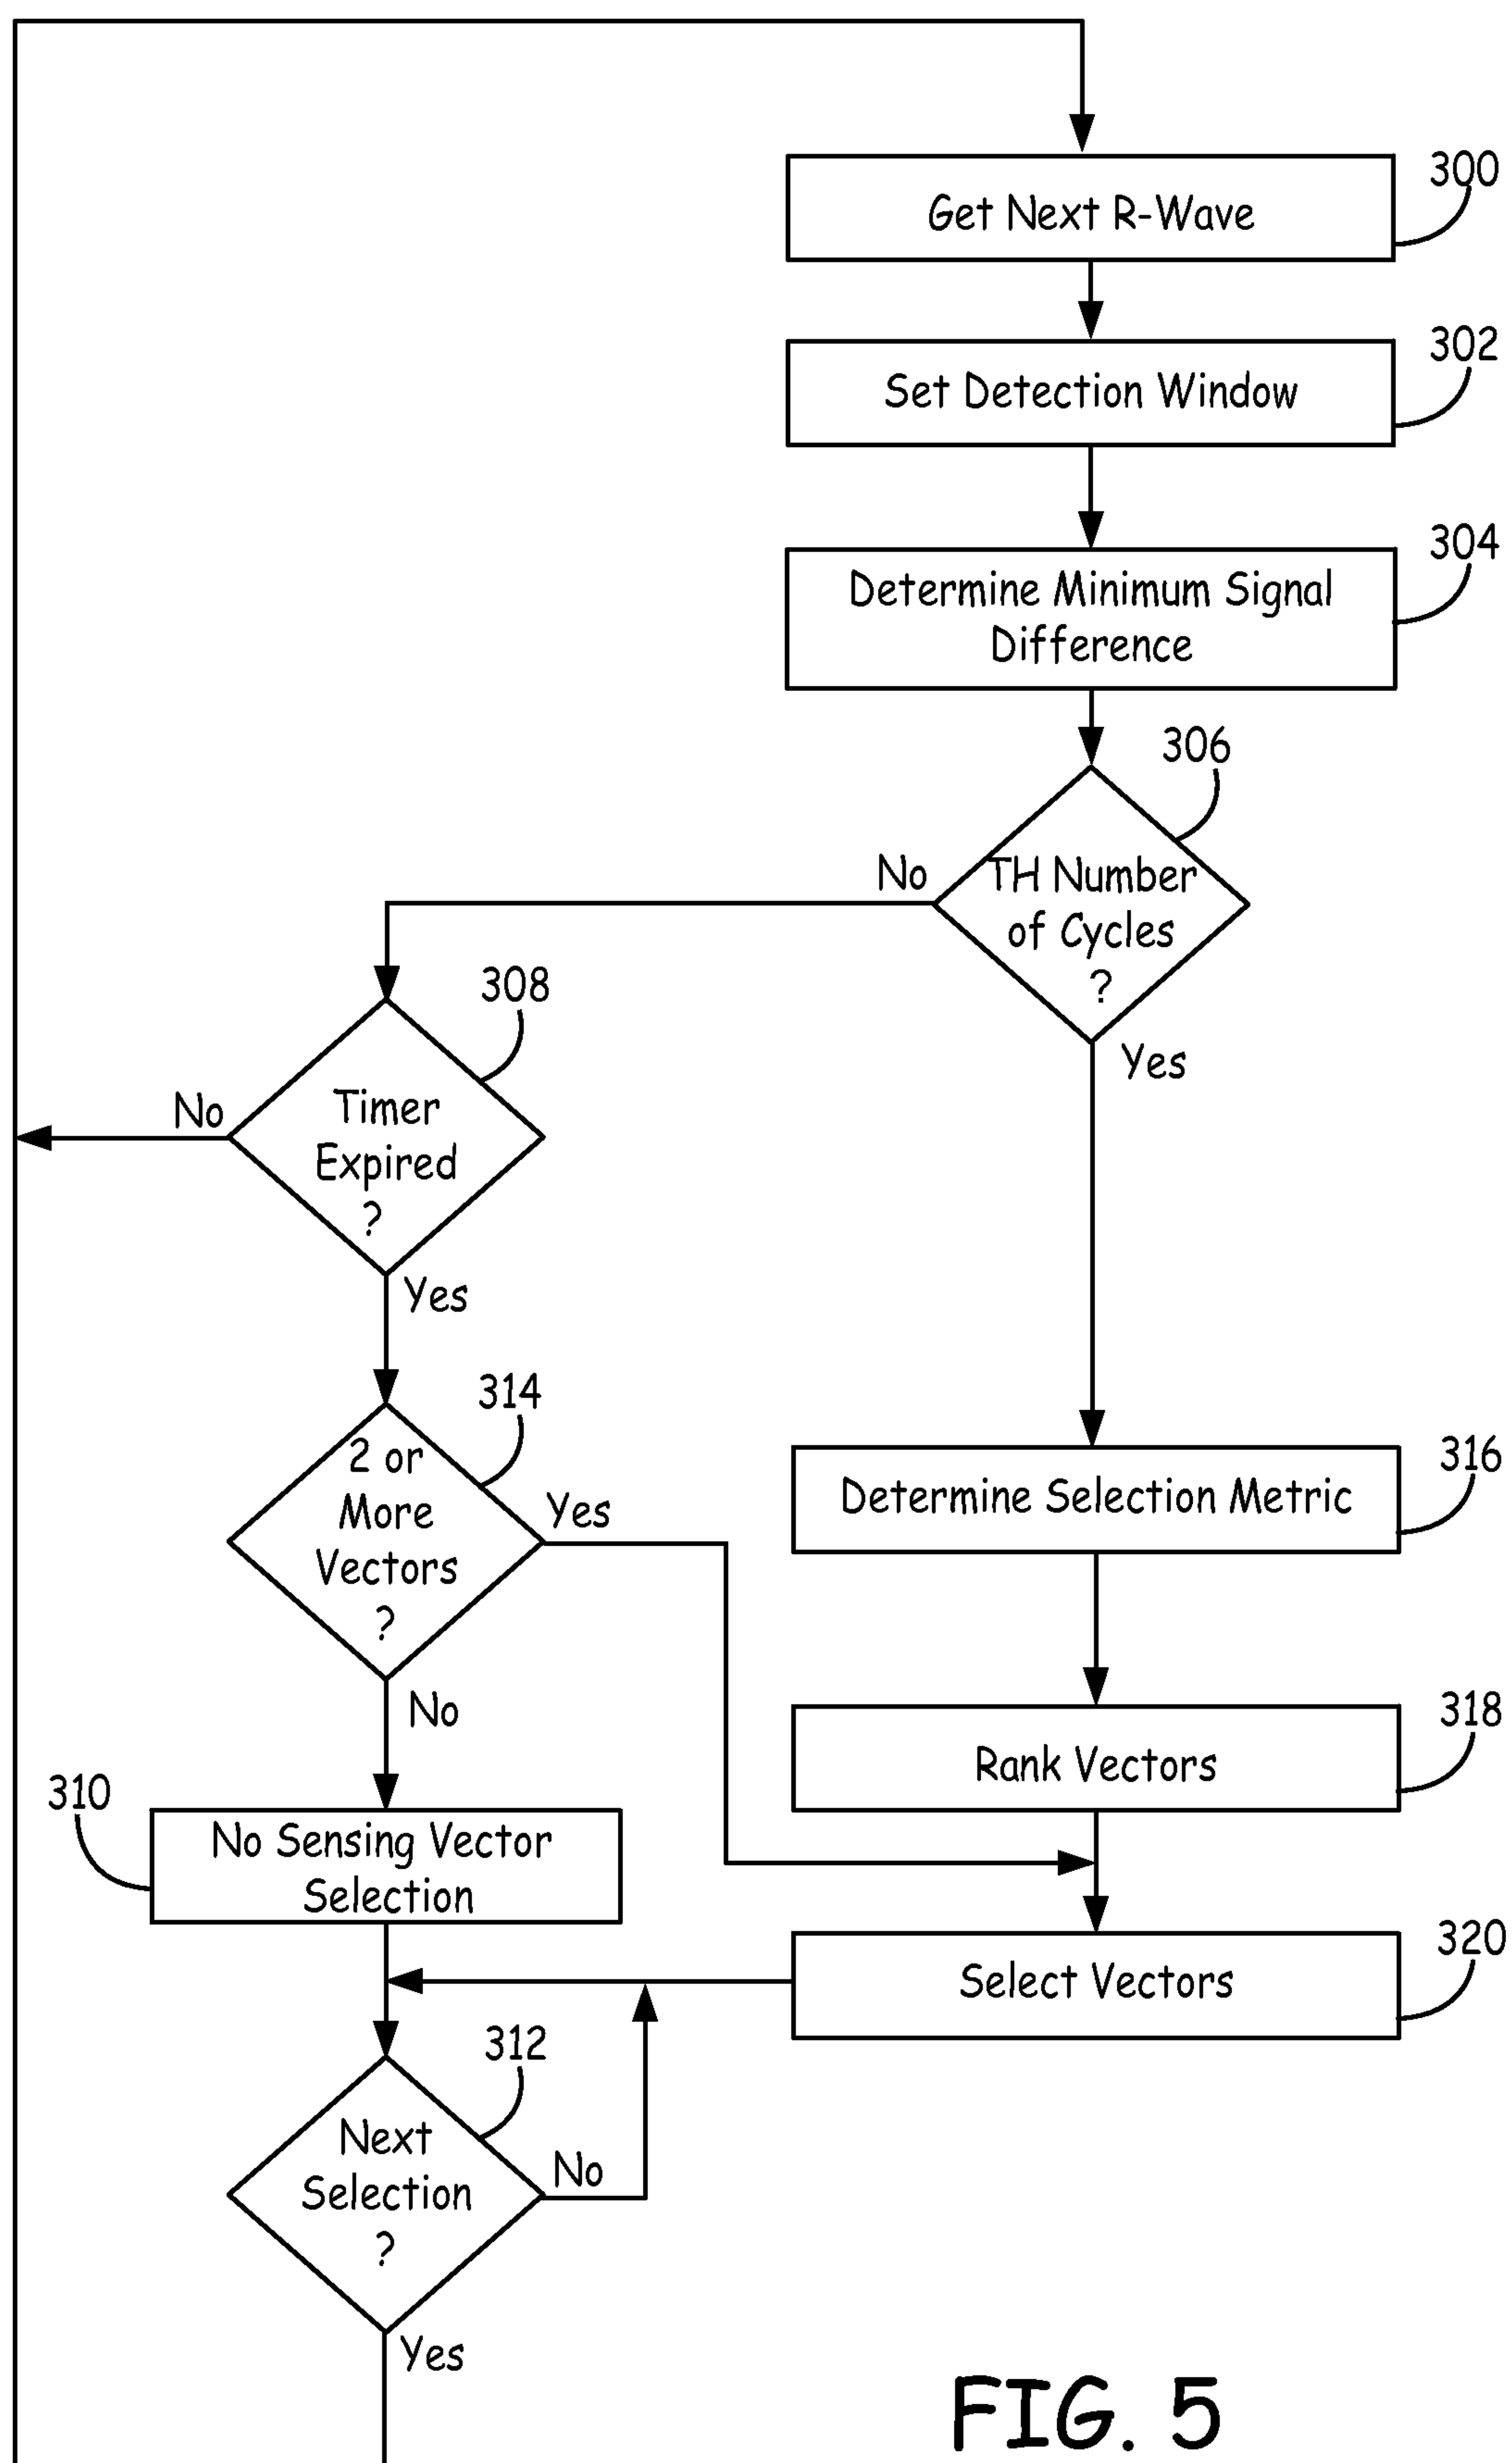 300
Get Next R-Wave
302
Set Detection Window
304
Determine Minimum Signal
Difference
306
No
TH Number
of Cycles
?
Yes
308
No
Timer
Expired
?
Yes
314
2 or
More
Vectors
?
Yes
No
316
Determine Selection Metric
318
Rank Vectors
310
No Sensing Vector
Selection
320
Select Vectors
312
Next
Selection
?
No
Yes
FIG. 5